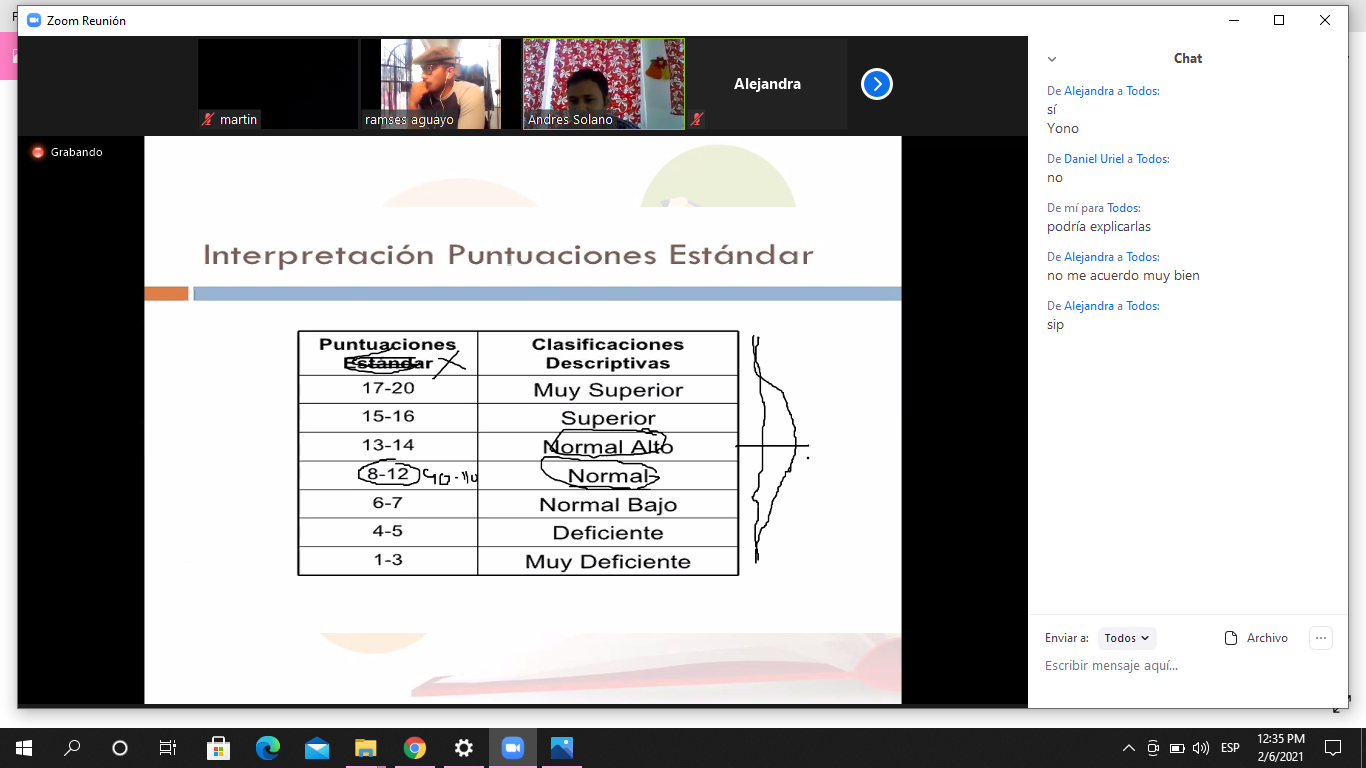 Zoom Reunión
martin
ramses aguayo
Andres Solano
Alejandra
Grabando
Interpretación Puntuaciones Estándar
Puntuaciones Estándar
Clasificaciones Descriptivas
17-20
Muy Superior
15-16
Superior
13-14
Normal Alto
8-12
Normal
6-7
Normal Bajo
4-5
Deficiente
1-3
Muy Deficiente
Chat
De Alejandra a Todos:
sí
Yono
De Daniel Uriel a Todos:
no
De mí para Todos:
podría explicarlas
De Alejandra a Todos:
no me acuerdo muy bien
De Alejandra a Todos:
sip
Enviar a: Todos
Archivo
Escribir mensaje aquí...
ESP
12:35 PM
2/6/2021